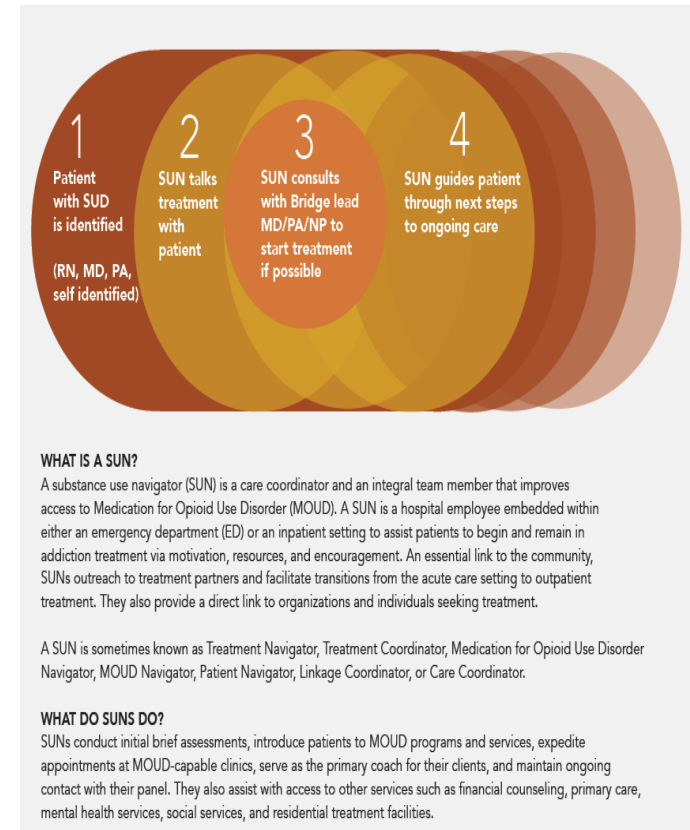 1
Patient
with SUD
is identified
(RN, MD, PA,
self identified)
2
SUN talks
treatment
with
patient
3
SUN consults
with Bridge lead
MD/PA/NP to
start treatment
if possible
4
SUN guides patient
through next steps
to ongoing care
WHAT IS A SUN?
A substance use navigator (SUN) is a care coordinator and an integral team member that improves
access to Medication for Opioid Use Disorder (MOUD). A SUN is a hospital employee embedded within
either an emergency department (ED) or an inpatient setting to assist patients to begin and remain in
addiction treatment via motivation, resources, and encouragement. An essential link to the community,
SUNs outreach to treatment partners and facilitate transitions from the acute care setting to outpatient
treatment. They also provide a direct link to organizations and individuals seeking treatment.
A SUN is sometimes known as Treatment Navigator, Treatment Coordinator, Medication for Opioid Use Disorder
Navigator, MOUD Navigator, Patient Navigator, Linkage Coordinator, or Care Coordinator.
WHAT DO SUNS DO?
SUNs conduct initial brief assessments, introduce patients to MOUD programs and services, expedite
appointments at MOUD-capable clinics, serve as the primary coach for their clients, and maintain ongoing
contact with their panel. They also assist with access to other services such as financial counseling, primary care,
mental health services, social services, and residential treatment facilities.